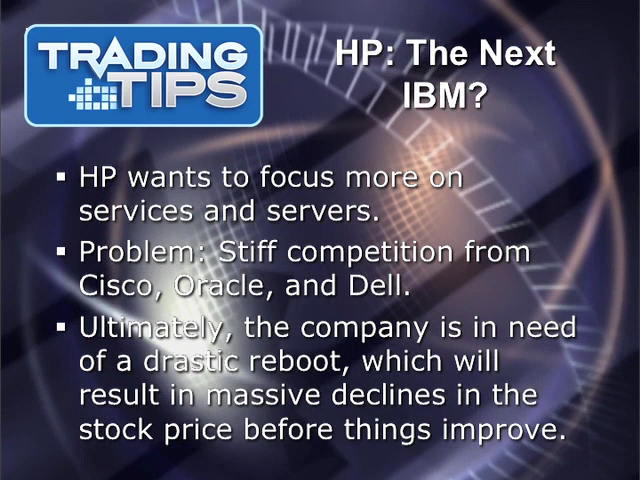 TRADING
TIPS
HP: The Next
IBM?
▪ HP wants to focus more on
services and servers.
▪ Problem: Stiff competition from
Cisco, Oracle, and Dell.
▪ Ultimately, the company is in need
of a drastic reboot, which will
result in massive declines in the
stock price before things improve.